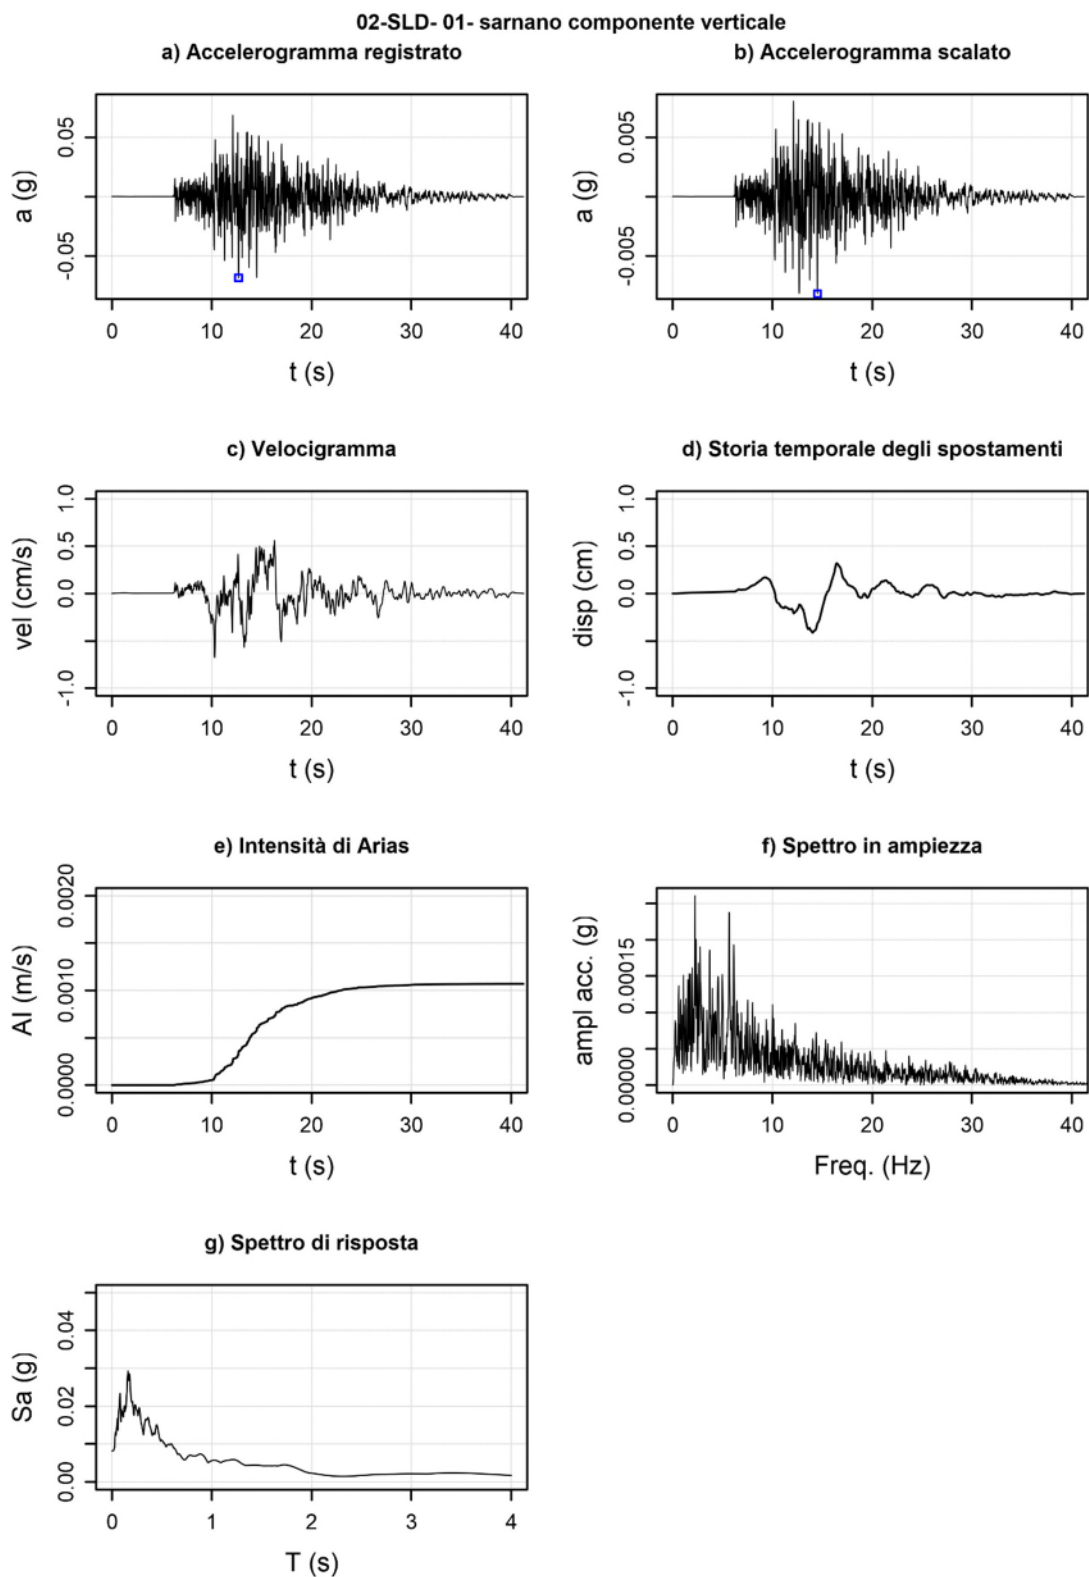 02-SLD- 01- sarnano componente verticale
a) Accelerogramma registrato
b) Accelerogramma scalato
a (g)
0.05
-0.05
0 10 20 30 40
t (s)
a (g)
0.005
-0.005
0 10 20 30 40
t (s)
c) Velocigramma
d) Storia temporale degli spostamenti
vel (cm/s)
1.0
0.5
0.0
-1.0
0 10 20 30 40
t (s)
disp (cm)
1.0
0.5
0.0
-1.0
0 10 20 30 40
t (s)
e) Intensità di Arias
f) Spettro in ampiezza
AI (m/s)
0.0020
0.0010
0.0000
0 10 20 30 40
t (s)
ampl acc. (g)
0.00015
0.00000
0 10 20 30 40
Freq. (Hz)
g) Spettro di risposta
Sa (g)
0.04
0.02
0.00
0 1 2 3 4
T (s)